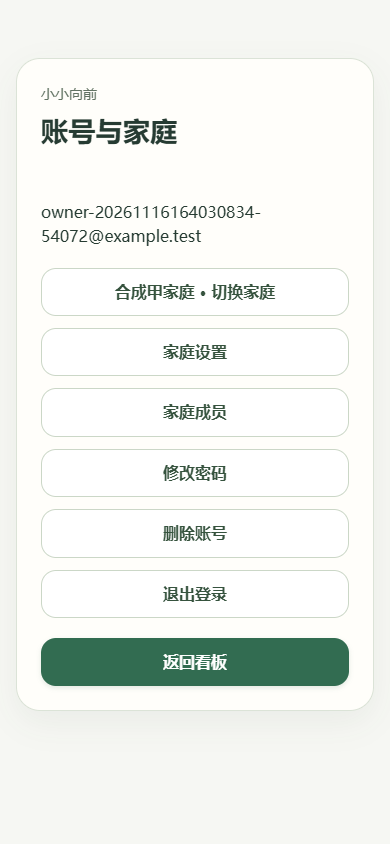 小小向前
账号与家庭
owner-20261116164030834-
54072@example.test
合成甲家庭 • 切换家庭
家庭设置
家庭成员
修改密码
删除账号
退出登录
返回看板